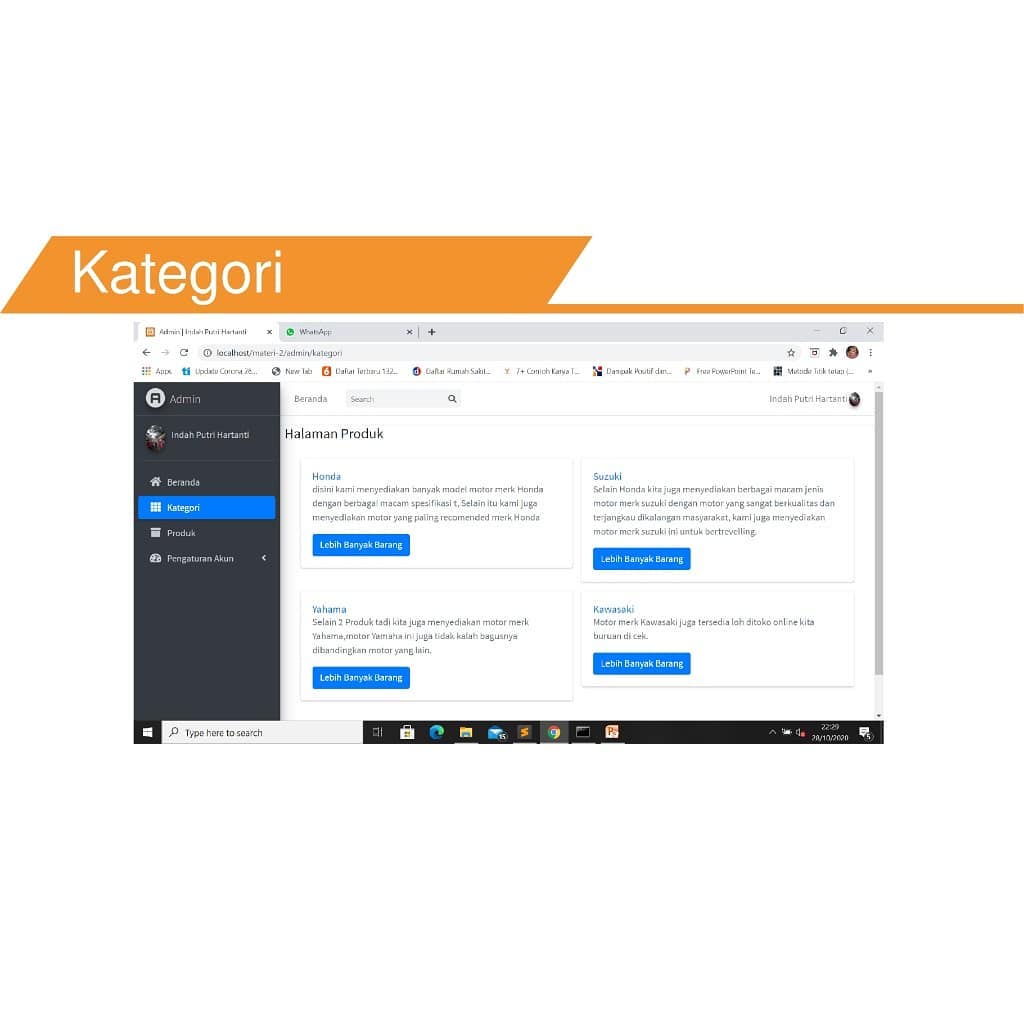 Kategori
Admin | Indah Putri Hartanti
WhatsApp
localhost/materi-2/admin/kategori
Apps
Update Corona 26...
New Tab
Daftar Terbaru 132...
Daftar Rumah Sakit...
7+ Contoh Karya T...
Dampak Positif dan...
Free PowerPoint Te...
Metode Titik tetap (...
Admin
Beranda
Search
Indah Putri Hartanti
Indah Putri Hartanti
Beranda
Kategori
Produk
Pengaturan Akun
Halaman Produk
Honda
disini kami menyediakan banyak model motor merk Honda
dengan berbagai macam spesifikasi t, Selain itu kami juga
menyediakan motor yang paling recomended merk Honda
Lebih Banyak Barang
Suzuki
Selain Honda kita juga menyediakan berbagai macam jenis
motor merk suzuki dengan motor yang sangat berkualitas dan
terjangkau dikalangan masyarakat, kami juga menyediakan
motor merk suzuki ini untuk bertrevelling.
Lebih Banyak Barang
Yahama
Selain 2 Produk tadi kita juga menyediakan motor merk
Yahama,motor Yamaha ini juga tidak kalah bagusnya
dibandingkan motor yang lain.
Lebih Banyak Barang
Kawasaki
Motor merk Kawasaki juga tersedia loh ditoko online kita
buruan di cek.
Lebih Banyak Barang
Type here to search
15
22:29
28/10/2020
5